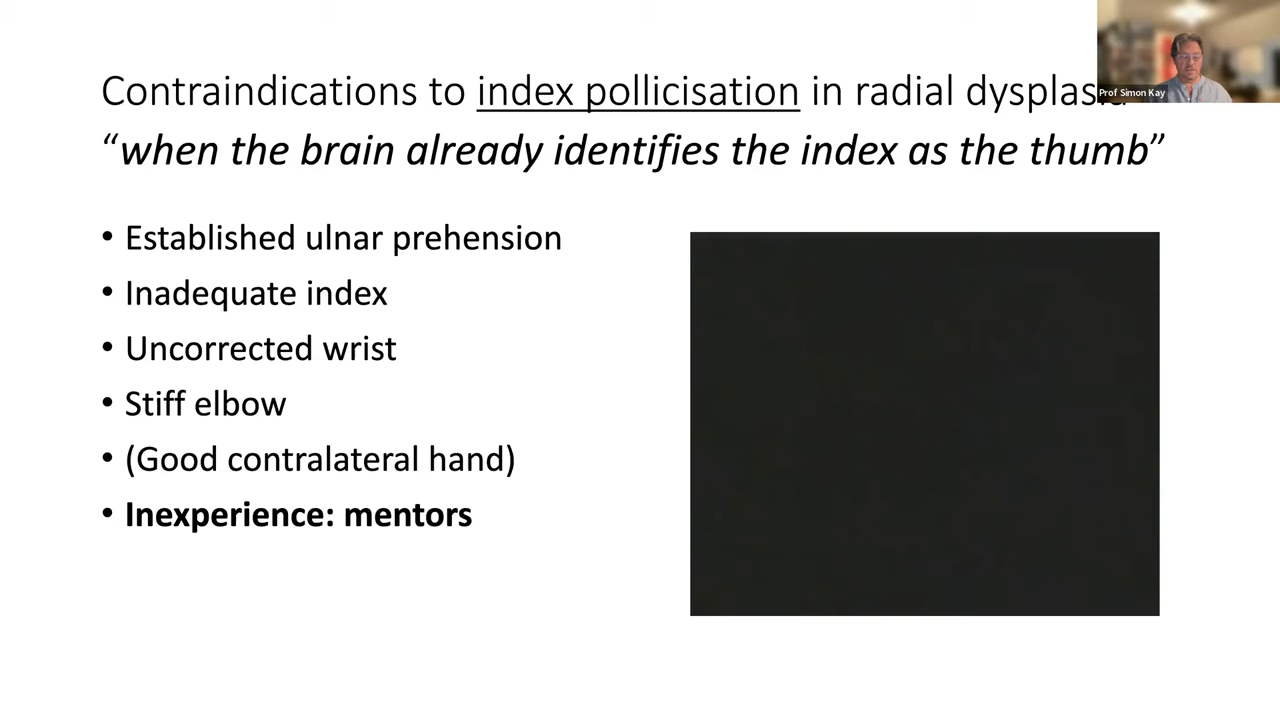 Contraindications to index pollicisation in radial dysplasia
“when the brain already identifies the index as the thumb”
• Established ulnar prehension
• Inadequate index
• Uncorrected wrist
• Stiff elbow
• (Good contralateral hand)
• Inexperience: mentors
Prof Simon Kay